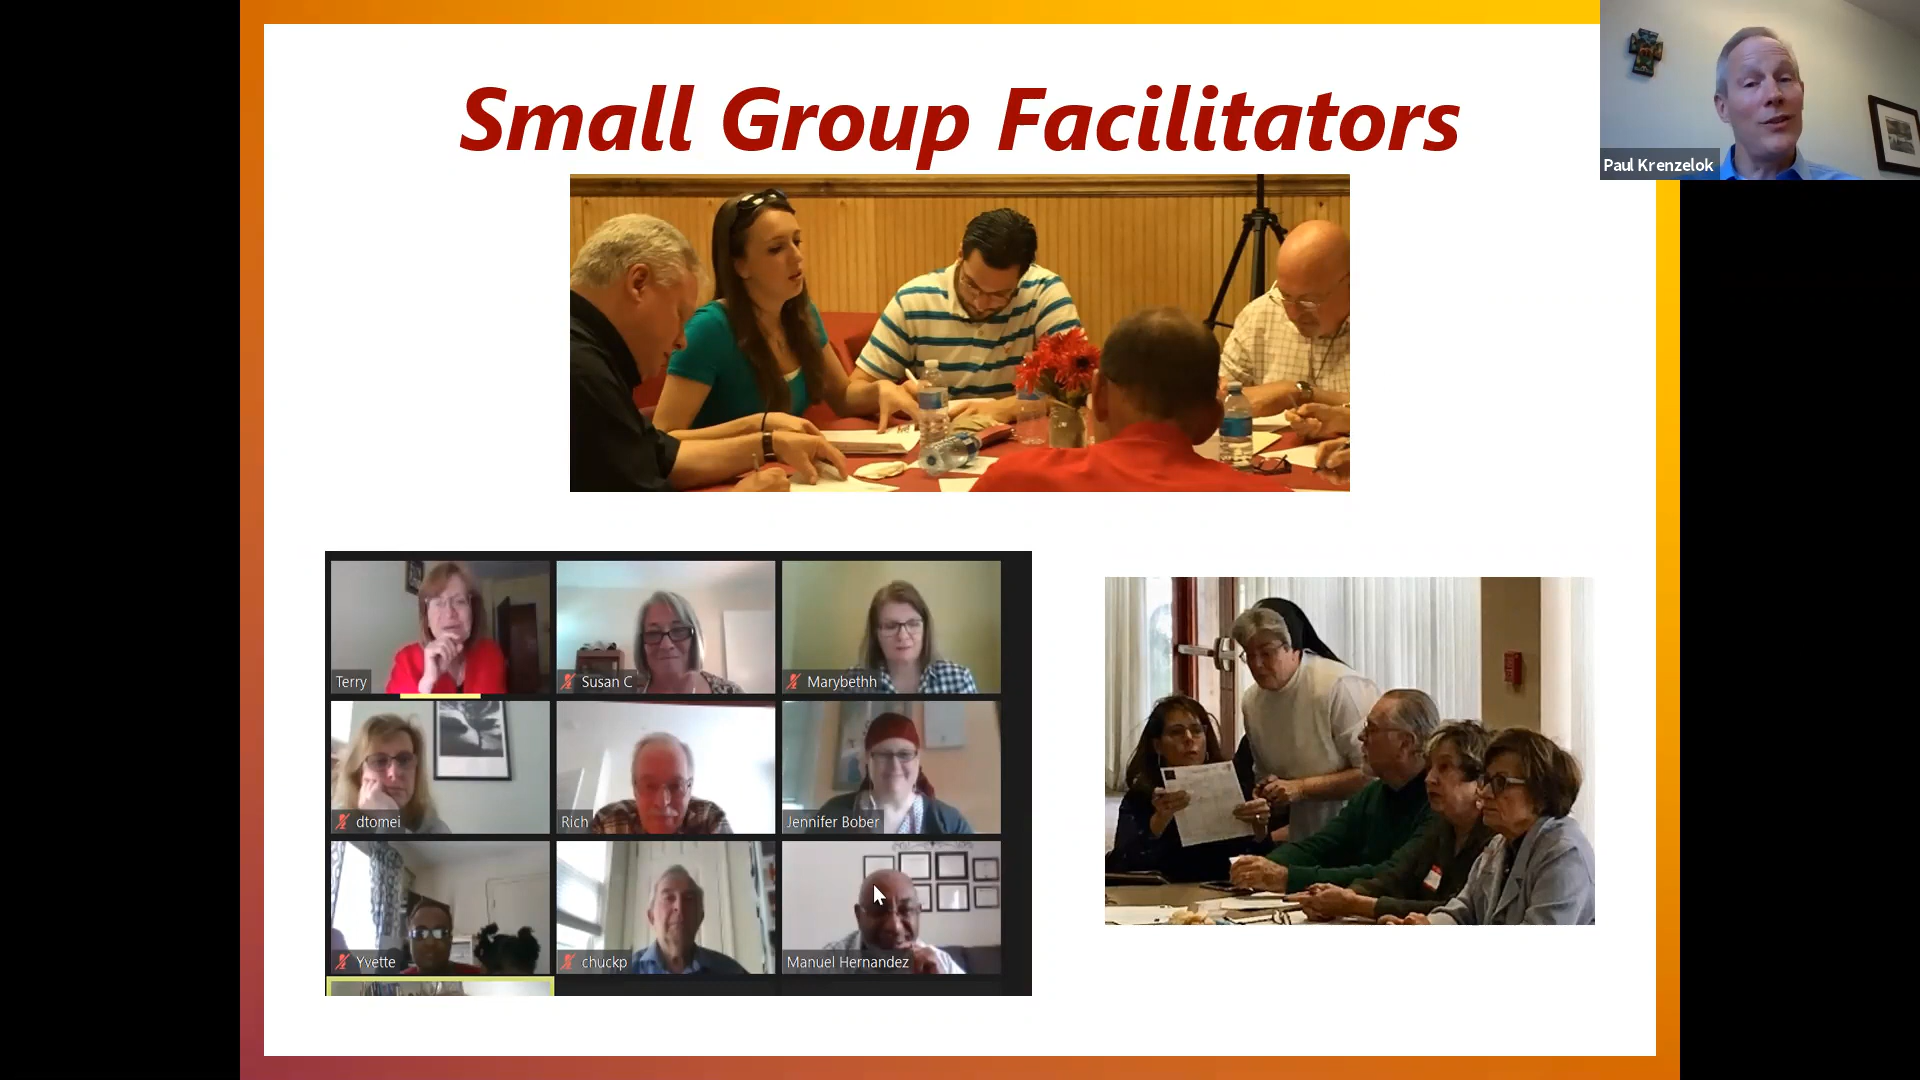 Small Group Facilitators
Paul Krenzelok
Terry
Susan C
Marybethh
dtomei
Rich
Jennifer Bober
Yvette
chuckp
Manuel Hernandez